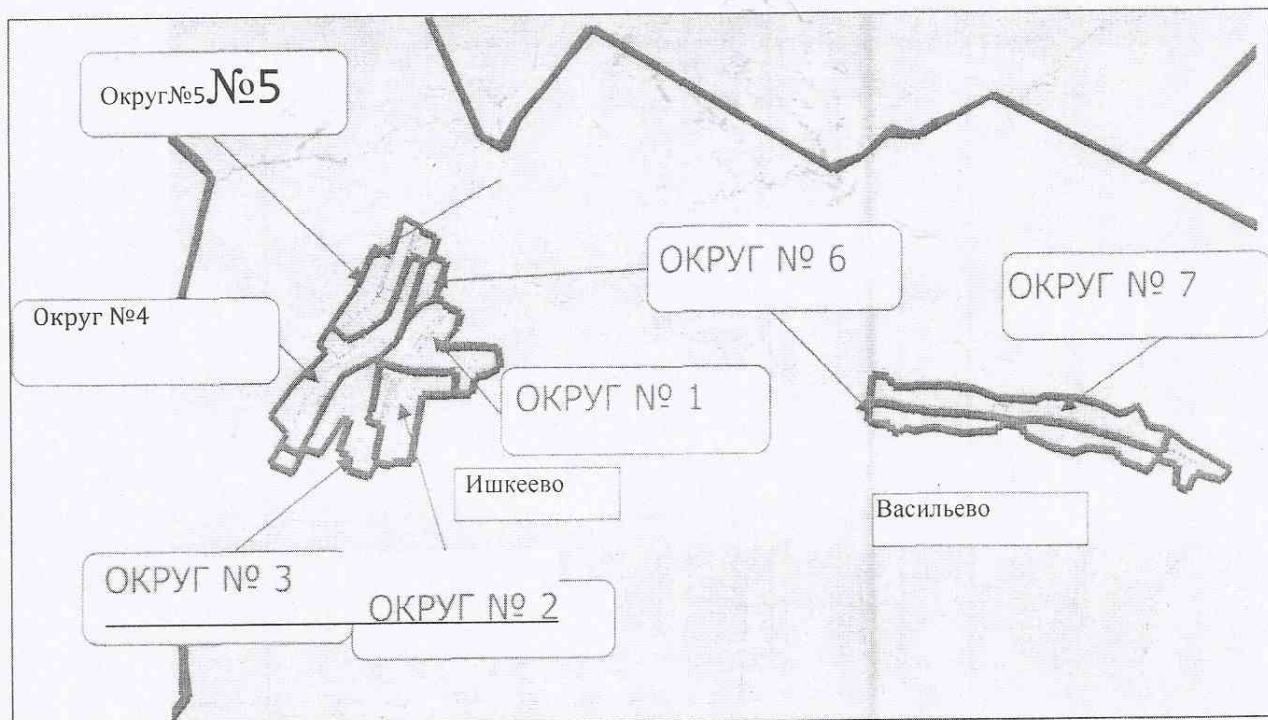 Округ№5№5
ОКРУГ № 6
ОКРУГ № 7
Округ №4
ОКРУГ № 1
Ишкеево
Васильево
ОКРУГ № 3
ОКРУГ № 2